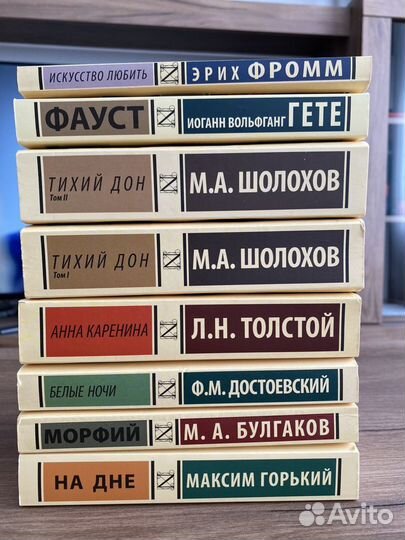 ИСКУССТВО ЛЮБИТЬ ЭРИХ ФРОММ
ФАУСТ ИОГАНН ВОЛЬФГАНГ ГЕТЕ
ТИХИЙ ДОН М.А. ШОЛОХОВ
Том II
ТИХИЙ ДОН М.А. ШОЛОХОВ
Том I
АННА КАРЕНИНА Л.Н. ТОЛСТОЙ
БЕЛЫЕ НОЧИ Ф.М. ДОСТОЕВСКИЙ
МОРФИЙ М. А. БУЛГАКОВ
НА ДНЕ МАКСИМ ГОРЬКИЙ
Avito